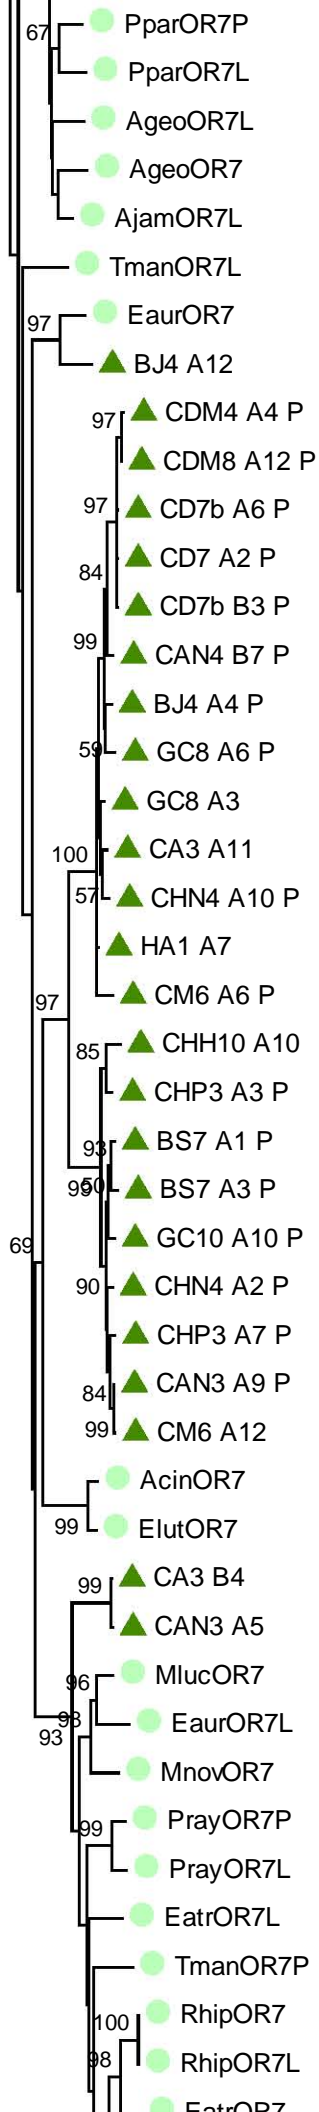 67
PparOR7P
PparOR7L
AgeoOR7L
AgeoOR7
AjamOR7L
TmanOR7L
97
EaurOR7
BJ4 A12
97
CDM4 A4 P
CDM8 A12 P
97
CD7b A6 P
CD7 A2 P
84
CD7b B3 P
99
CAN4 B7 P
BJ4 A4 P
59
GC8 A6 P
GC8 A3
100
CA3 A11
57
CHN4 A10 P
HA1 A7
97
CM6 A6 P
85
CHH10 A10
CHP3 A3 P
93
BS7 A1 P
99
50
BS7 A3 P
69
GC10 A10 P
90
CHN4 A2 P
CHP3 A7 P
84
CAN3 A9 P
99
CM6 A12
AcinOR7
99
ElutOR7
99
CA3 B4
CAN3 A5
96
MlucOR7
93
98
EaurOR7L
MnovOR7
99
PrayOR7P
PrayOR7L
EatrOR7L
TmanOR7P
100
RhipOR7
98
RhipOR7L
EatrOR7